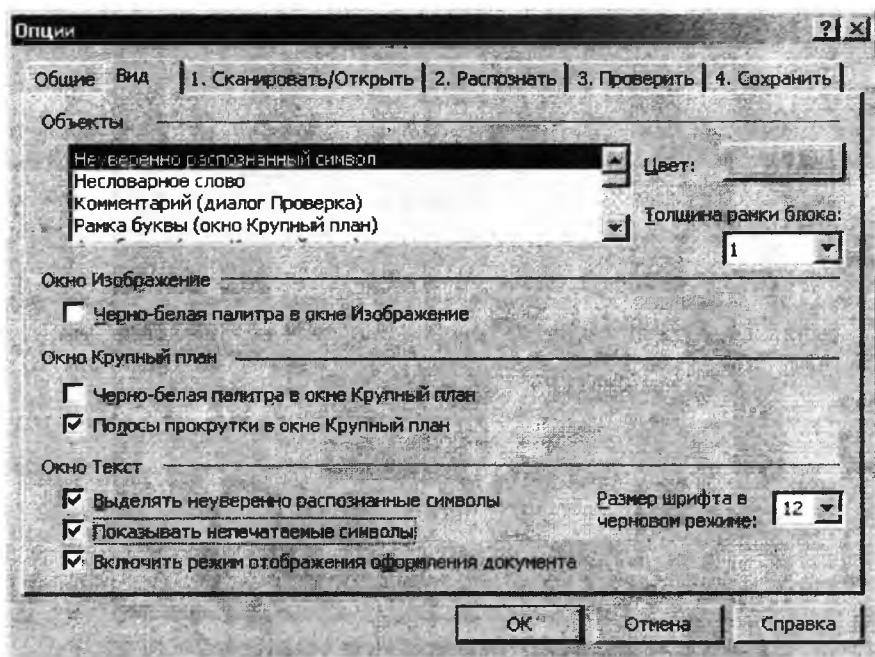 Опции
Общие Вид 1. Сканировать/Открыть 2. Распознать 3. Проверить 4. Сохранить
Объекты
Неуверенно распознанный символ
Несловарное слово
Комментарий (диалог Проверка)
Рамка буквы (окно Крупный план)
Цвет:
Толщина рамки блока:
1
Окно Изображение
Черно-белая палитра в окне Изображение
Окно Крупный план
Черно-белая палитра в окне Крупный план
Полосы прокрутки в окне Крупный план
Окно Текст
Выделять неуверенно распознанные символы
Показывать непечатаемые символы
Включить режим отображения оформления документа
Размер шрифта в
черновом режиме:
12
OK Отмена Справка